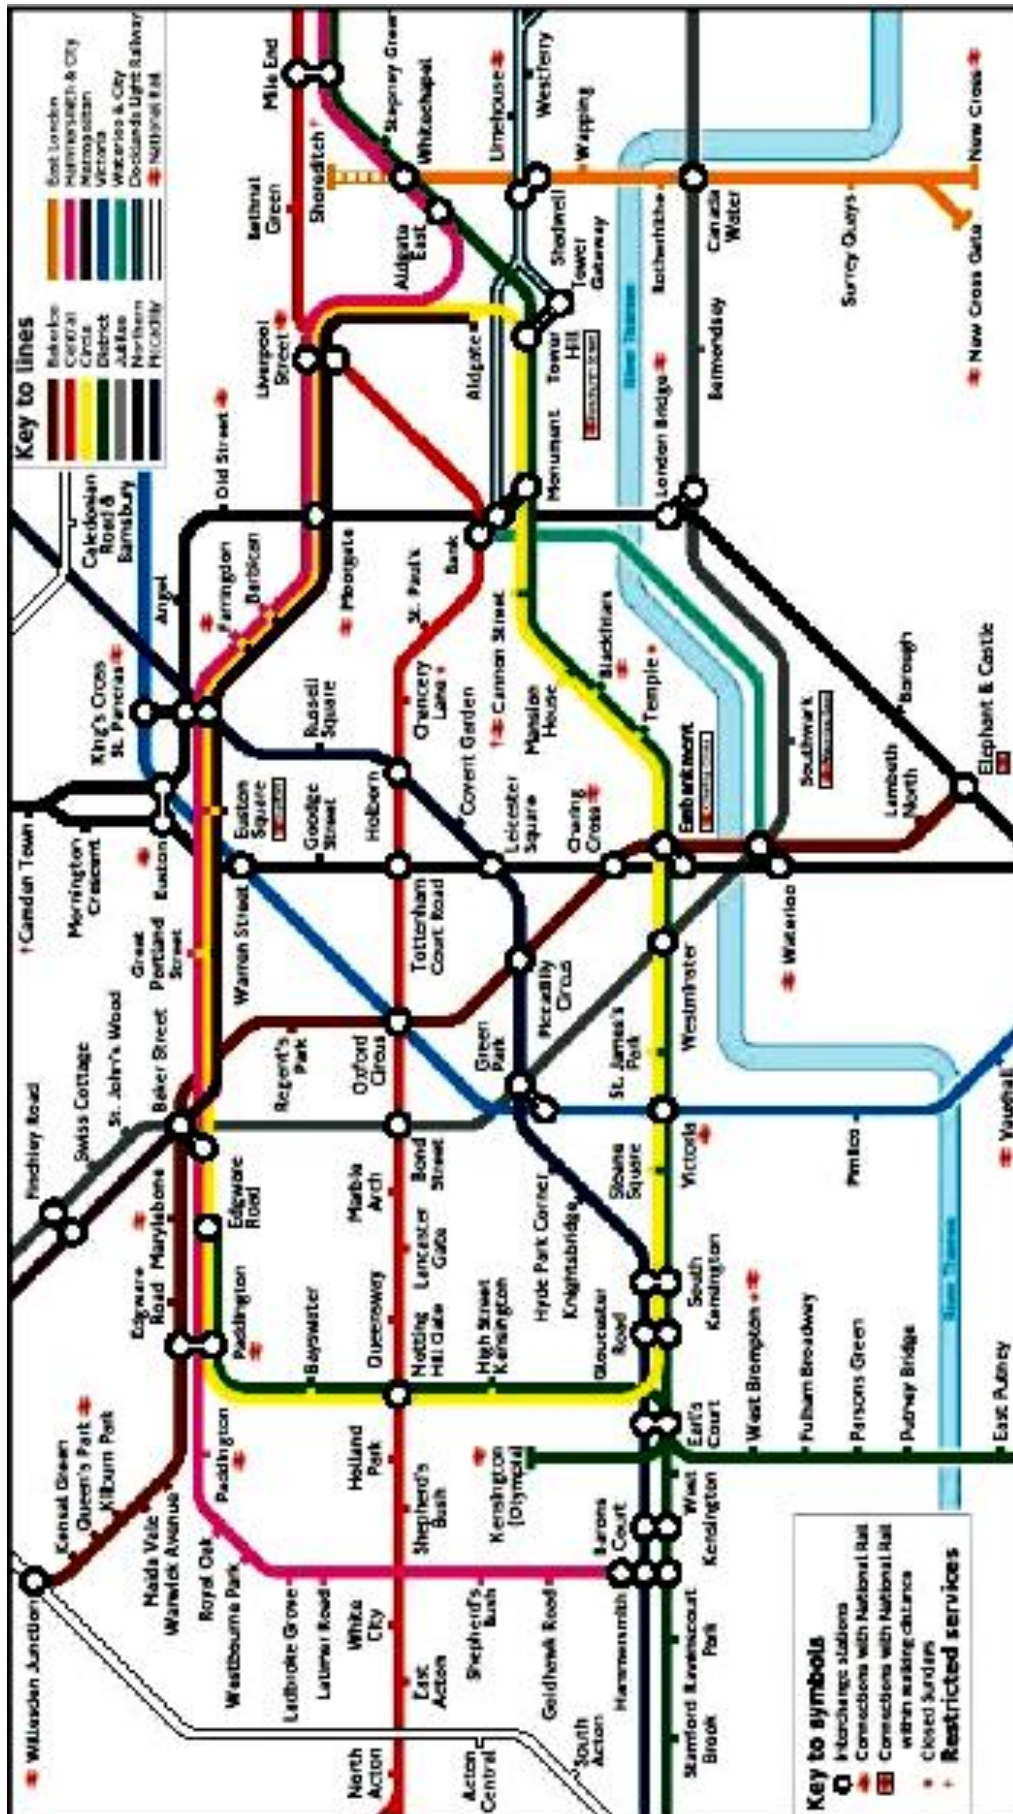 Key to lines
Bakerloo
Central
Circle
District
Jubilee
Northern
Piccadilly
East London
Hammersmith & City
Metropolitan
Victoria
Waterloo & City
Docklands Light Railway
National Rail
Willesden Junction
Kensal Green
Queen's Park
Kilburn Park
Maida Vale
Warwick Avenue
Royal Oak
Westbourne Park
Ladbroke Grove
Latimer Road
White
City
East
Acton
North
Acton
Acton
Central
South
Acton
Shepherd's
Bush
Goldhawk Road
Hammersmith
Stamford
Brook
Ravenscourt
Park
Paddington
Holland
Park
Shepherd's
Bush
Kensington
(Olympia)
Barons
Court
West
Kensington
Earl's
Court
West Brompton
Fulham Broadway
Parsons Green
Putney Bridge
East Putney
Finchley Road
Swiss Cottage
St. John's Wood
Edgware
Road
Marylebone
Baker Street
Paddington
Edgware
Road
Bayswater
Queensway
Notting
Hill Gate
Lancaster
Gate
Marble
Arch
Bond
Street
High Street
Kensington
Hyde Park Corner
Knightsbridge
Gloucester
Road
South
Kensington
Sloane
Square
Victoria
Pimlico
Vauxhall
Camden Town
Mornington
Crescent
Euston
Great
Portland
Street
Warren Street
Regent's
Park
Oxford
Circus
Green
Park
Piccadilly
Circus
St. James's
Park
Westminster
Waterloo
King's Cross
St. Pancras
Euston
Square
Goodge
Street
Russell
Square
Holborn
Tottenham
Court Road
Covent Garden
Leicester
Square
Charing
Cross
Embankment
Southwark
Lambeth
North
Elephant & Castle
Borough
Caledonian
Road &
Barnsbury
Angel
Old Street
Farringdon
Barbican
Moorgate
Chancery
Lane
St. Paul's
Bank
Cannon Street
Mansion
House
Blackfriars
Temple
Monument
London Bridge
Bermondsey
Liverpool
Street
Bethnal
Green
Mile End
Shoreditch
Stepney Green
Whitechapel
Aldgate
East
Aldgate
Tower
Hill
Tower
Gateway
Shadwell
Limehouse
Westferry
Wapping
Rotherhithe
Canada
Water
Surrey Quays
New Cross Gate
New Cross
River Thames
River Thames
Key to symbols
Interchange stations
Connections with National Rail
Connections with National Rail
within walking distance
Closed Sundays
Restricted services